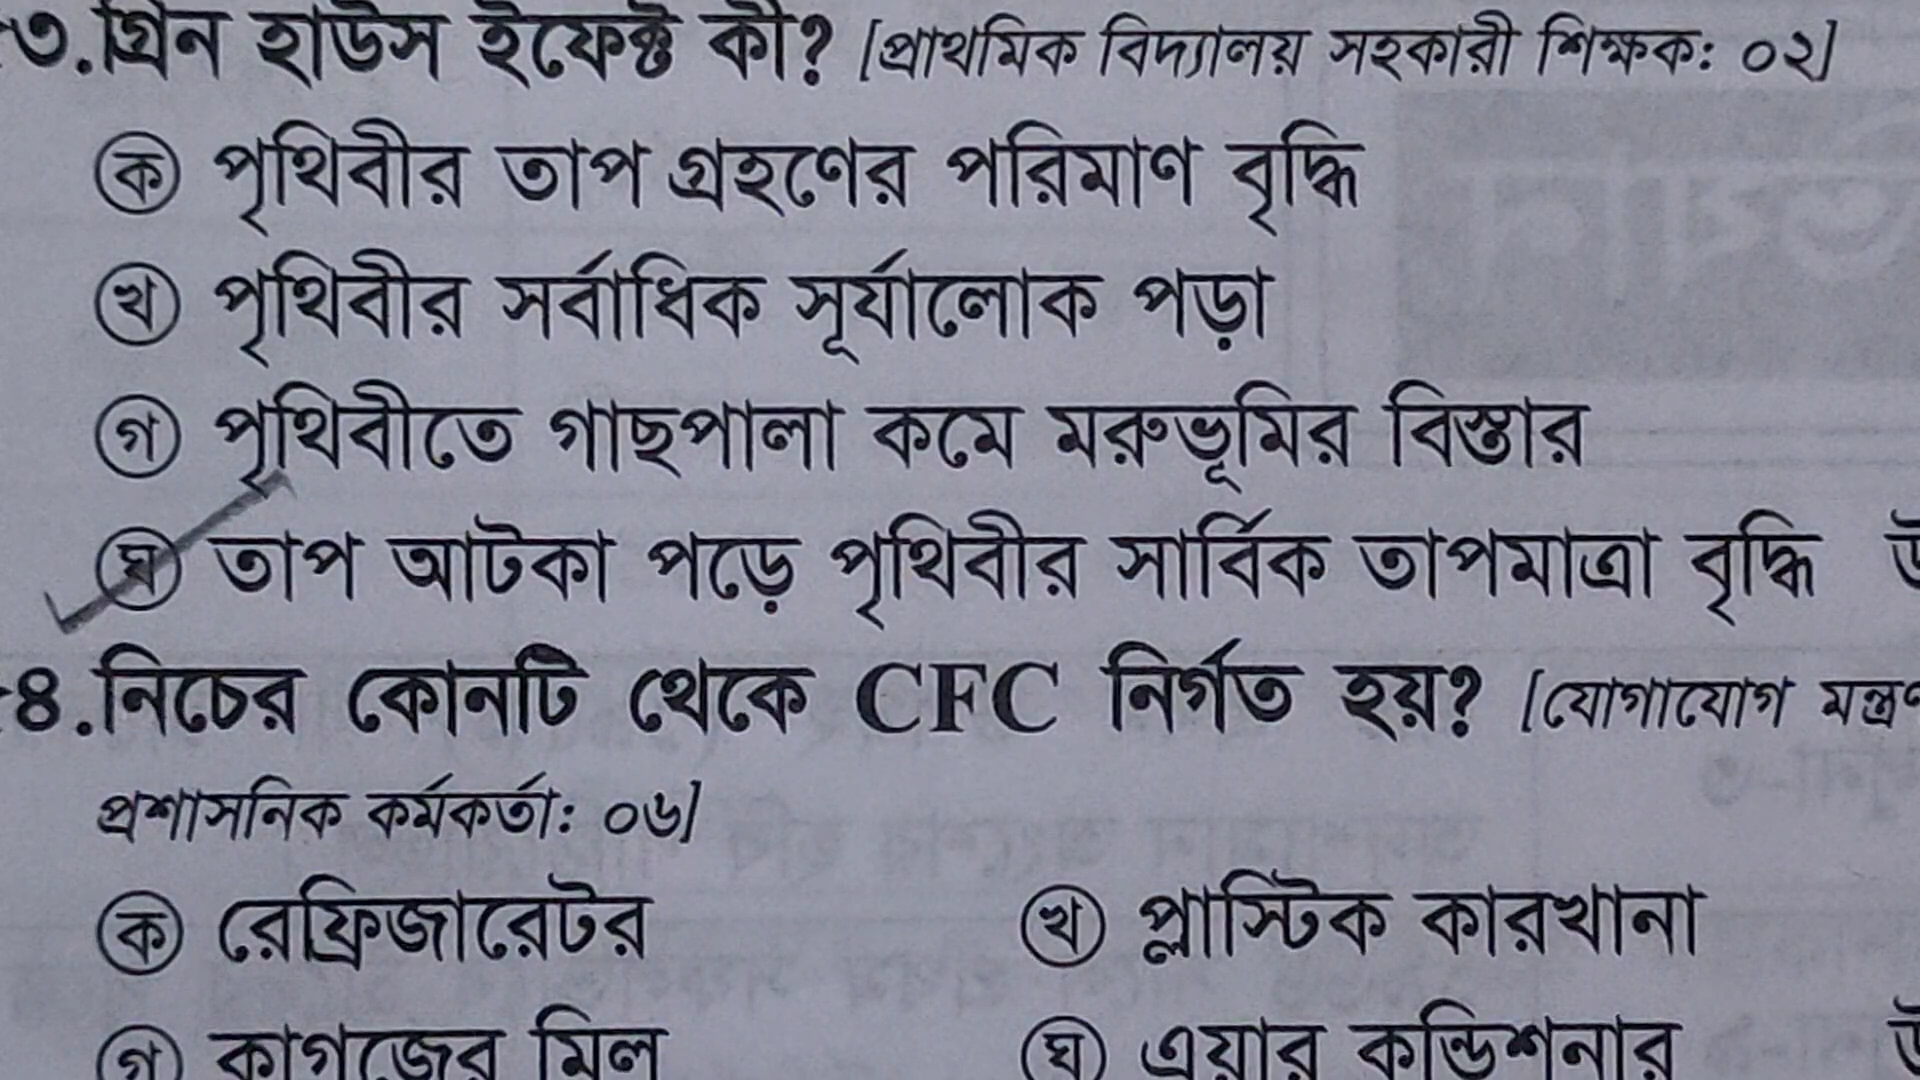 ৩.গ্রিন হাউস ইফেক্ট কী? [প্রাথমিক বিদ্যালয় সহকারী শিক্ষক: ০২]
ক পৃথিবীর তাপ গ্রহণের পরিমাণ বৃদ্ধি
খ পৃথিবীর সর্বাধিক সূর্যালোক পড়া
গ পৃথিবীতে গাছপালা কমে মরুভূমির বিস্তার
ঘ তাপ আটকা পড়ে পৃথিবীর সার্বিক তাপমাত্রা বৃদ্ধি
৪.নিচের কোনটি থেকে CFC নির্গত হয়? [যোগাযোগ
প্রশাসনিক কর্মকর্তা: ০৬]
ক রেফ্রিজারেটর খ প্লাস্টিক কারখানা
গ কাগজের মিল ঘ এয়ার কন্ডিশনার